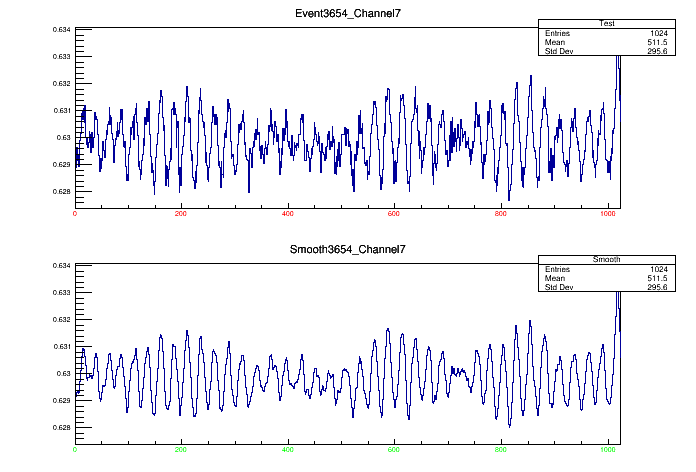 Event3654_Channel7
Test
Entries 1024
Mean 511.5
Std Dev 295.6
0.634
0.633
0.632
0.631
0.63
0.629
0.628
0 200 400 600 800 1000
Smooth3654_Channel7
Smooth
Entries 1024
Mean 511.5
Std Dev 295.6
0.634
0.633
0.632
0.631
0.63
0.629
0.628
0 200 400 600 800 1000